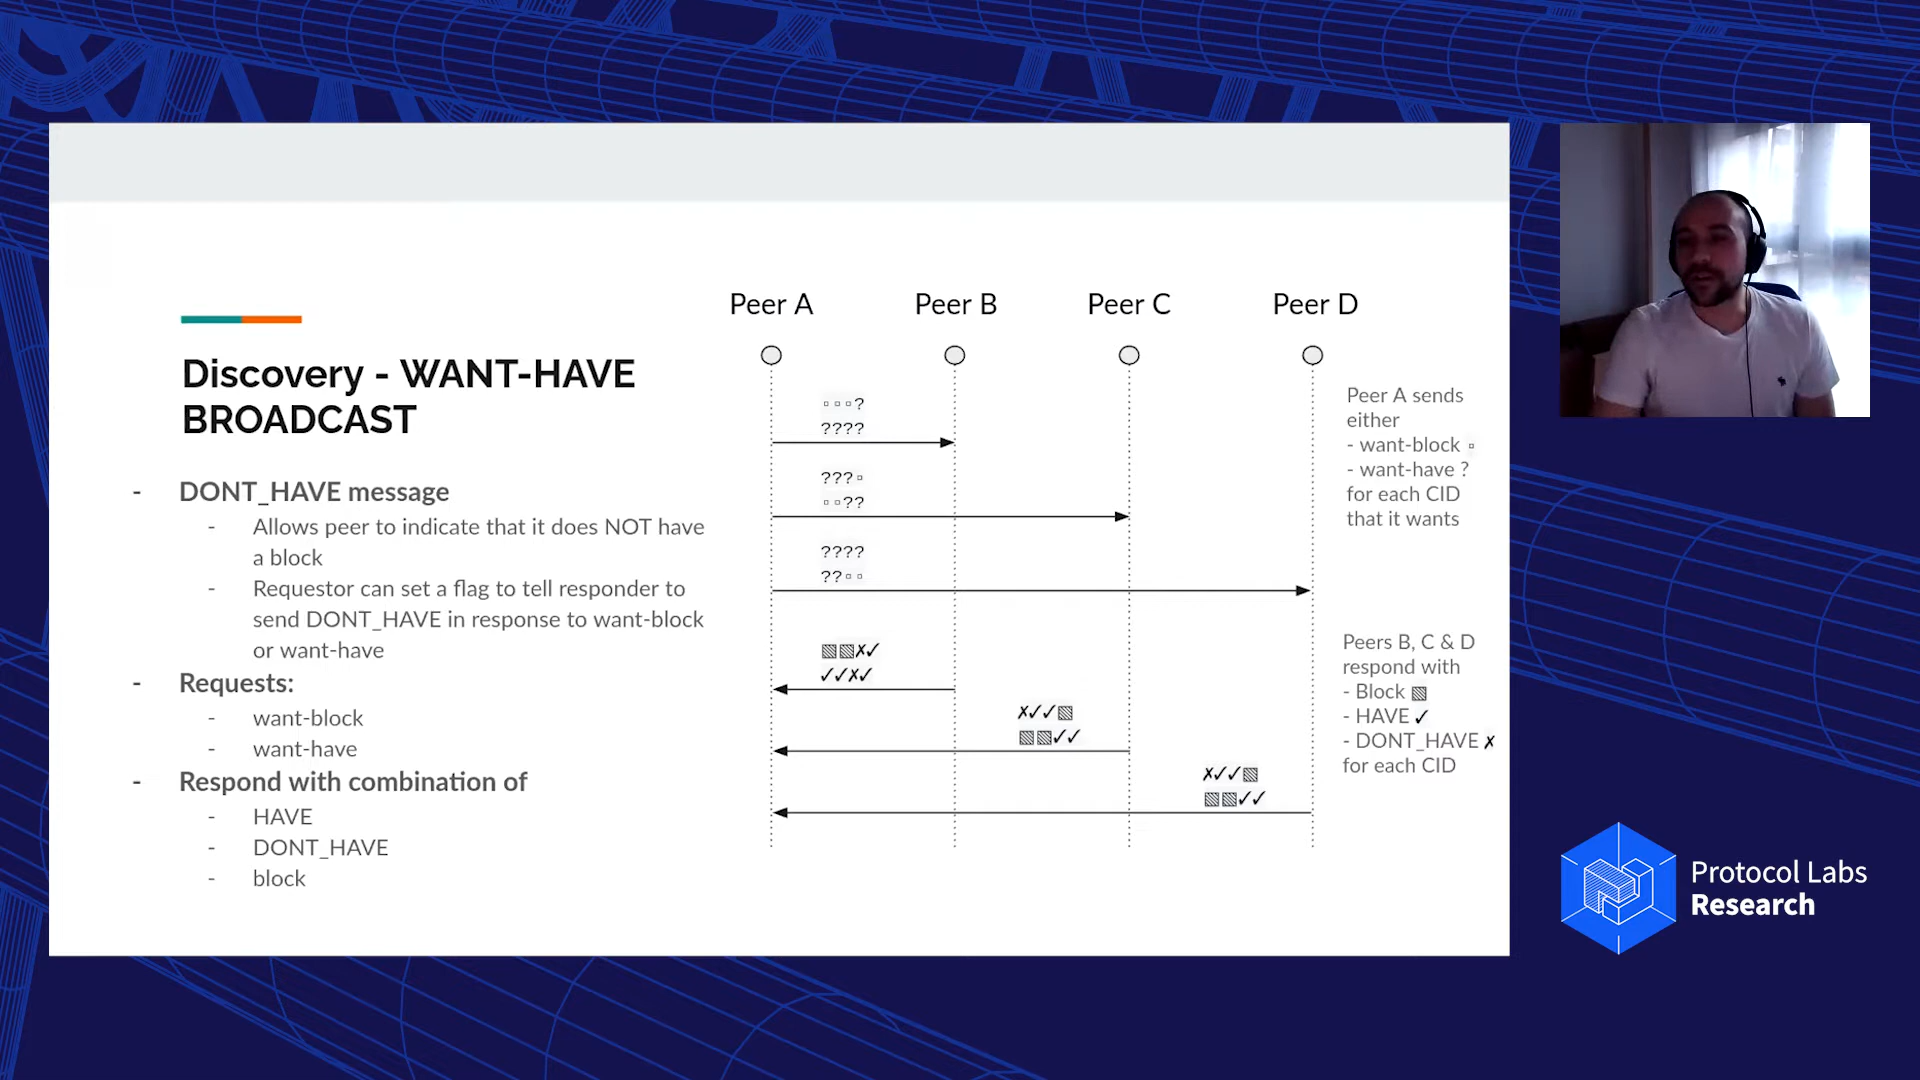 Discovery - WANT-HAVE
BROADCAST
- DONT_HAVE message
- Allows peer to indicate that it does NOT have
a block
- Requestor can set a flag to tell responder to
send DONT_HAVE in response to want-block
or want-have
- Requests:
- want-block
- want-have
- Respond with combination of
- HAVE
- DONT_HAVE
- block
Peer A Peer B Peer C Peer D
▫▫▫?
????
???▫
▫▫??
????
??▫▫
▧▧✗✓
✓✓✗✓
✗✓✓▧
▧▧✓✓
✗✓✓▧
▧▧✓✓
Peer A sends
either
- want-block ▫
- want-have ?
for each CID
that it wants
Peers B, C & D
respond with
- Block ▧
- HAVE ✓
- DONT_HAVE ✗
for each CID
Protocol Labs
Research